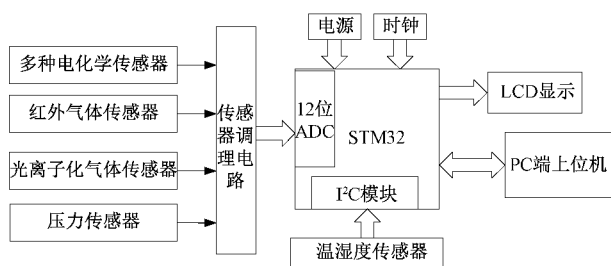 电源
时钟
多种电化学传感器
红外气体传感器
光离子化气体传感器
压力传感器
传感
器调
理电
路
12位
ADC
STM32
I²C模块
LCD显示
PC端上位机
温湿度传感器